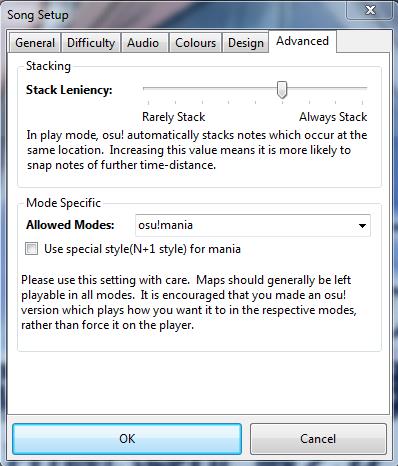 Song Setup
General Difficulty Audio Colours Design Advanced
Stacking
Stack Leniency:
Rarely Stack Always Stack
In play mode, osu! automatically stacks notes which occur at the
same location. Increasing this value means it is more likely to
snap notes of further time-distance.
Mode Specific
Allowed Modes: osu!mania
Use special style(N+1 style) for mania
Please use this setting with care. Maps should generally be left
playable in all modes. It is encouraged that you made an osu!
version which plays how you want it to in the respective modes,
rather than force it on the player.
OK Cancel